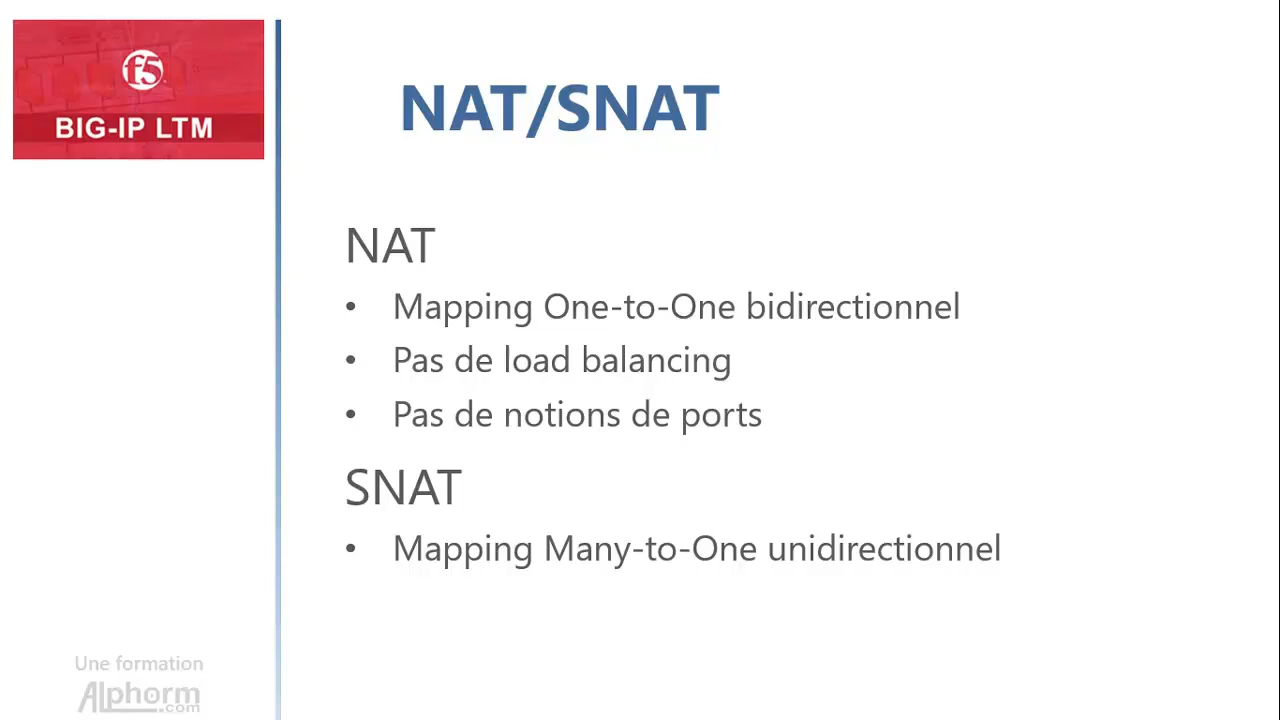 f5
BIG-IP LTM
NAT/SNAT
NAT
• Mapping One-to-One bidirectionnel
• Pas de load balancing
• Pas de notions de ports
SNAT
• Mapping Many-to-One unidirectionnel
Une formation
Alphorm
.com